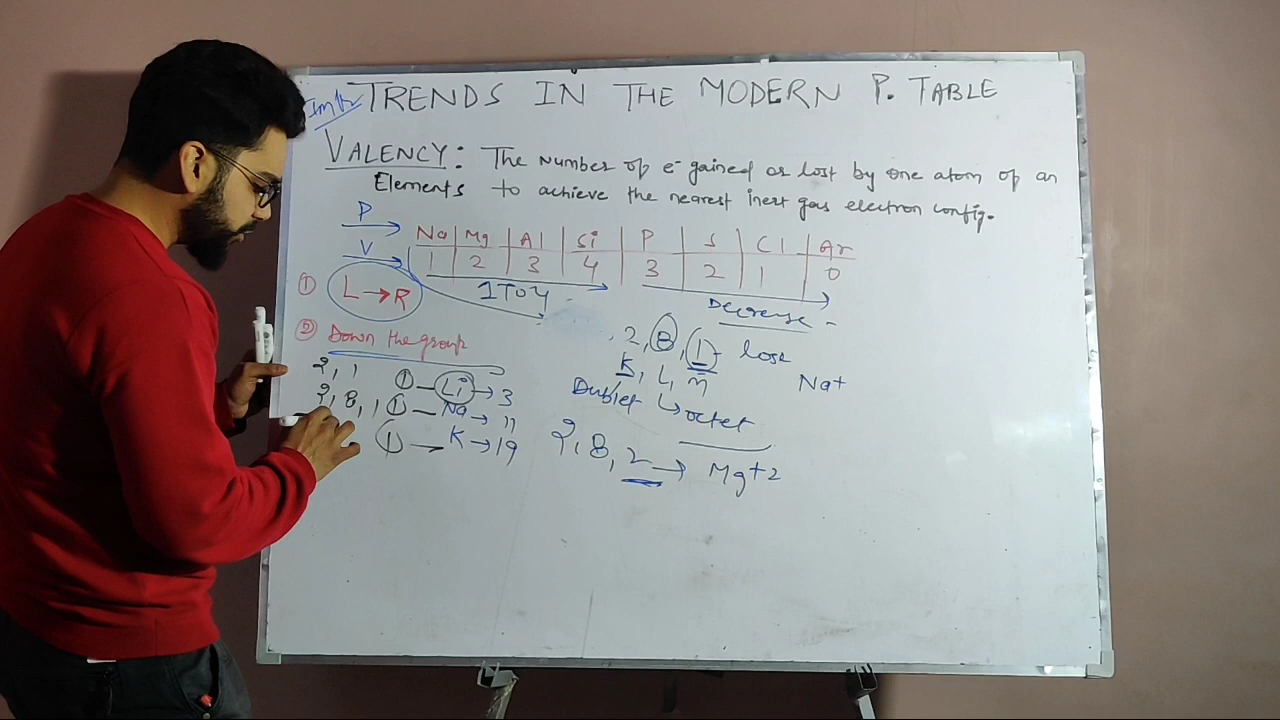 Imp TRENDS IN THE MODERN P. TABLE
VALENCY: The Number of e⁻ gained or lost by one atom of an
Elements to achieve the nearest inert gas electron config.
P →
V →
Na Mg Al Si P S Cl Ar
1 2 3 4 3 2 1 0
① L → R
1 To 4
Decrease -
② Down the group
, 2, 8, 1 - lose
K, L, M
Na+
Dublet ↳ octet
2, 1 ① - Li → 3
2, 8, 1 ① - Na → 11
① - K → 19
2, 8, 2 → Mg+2